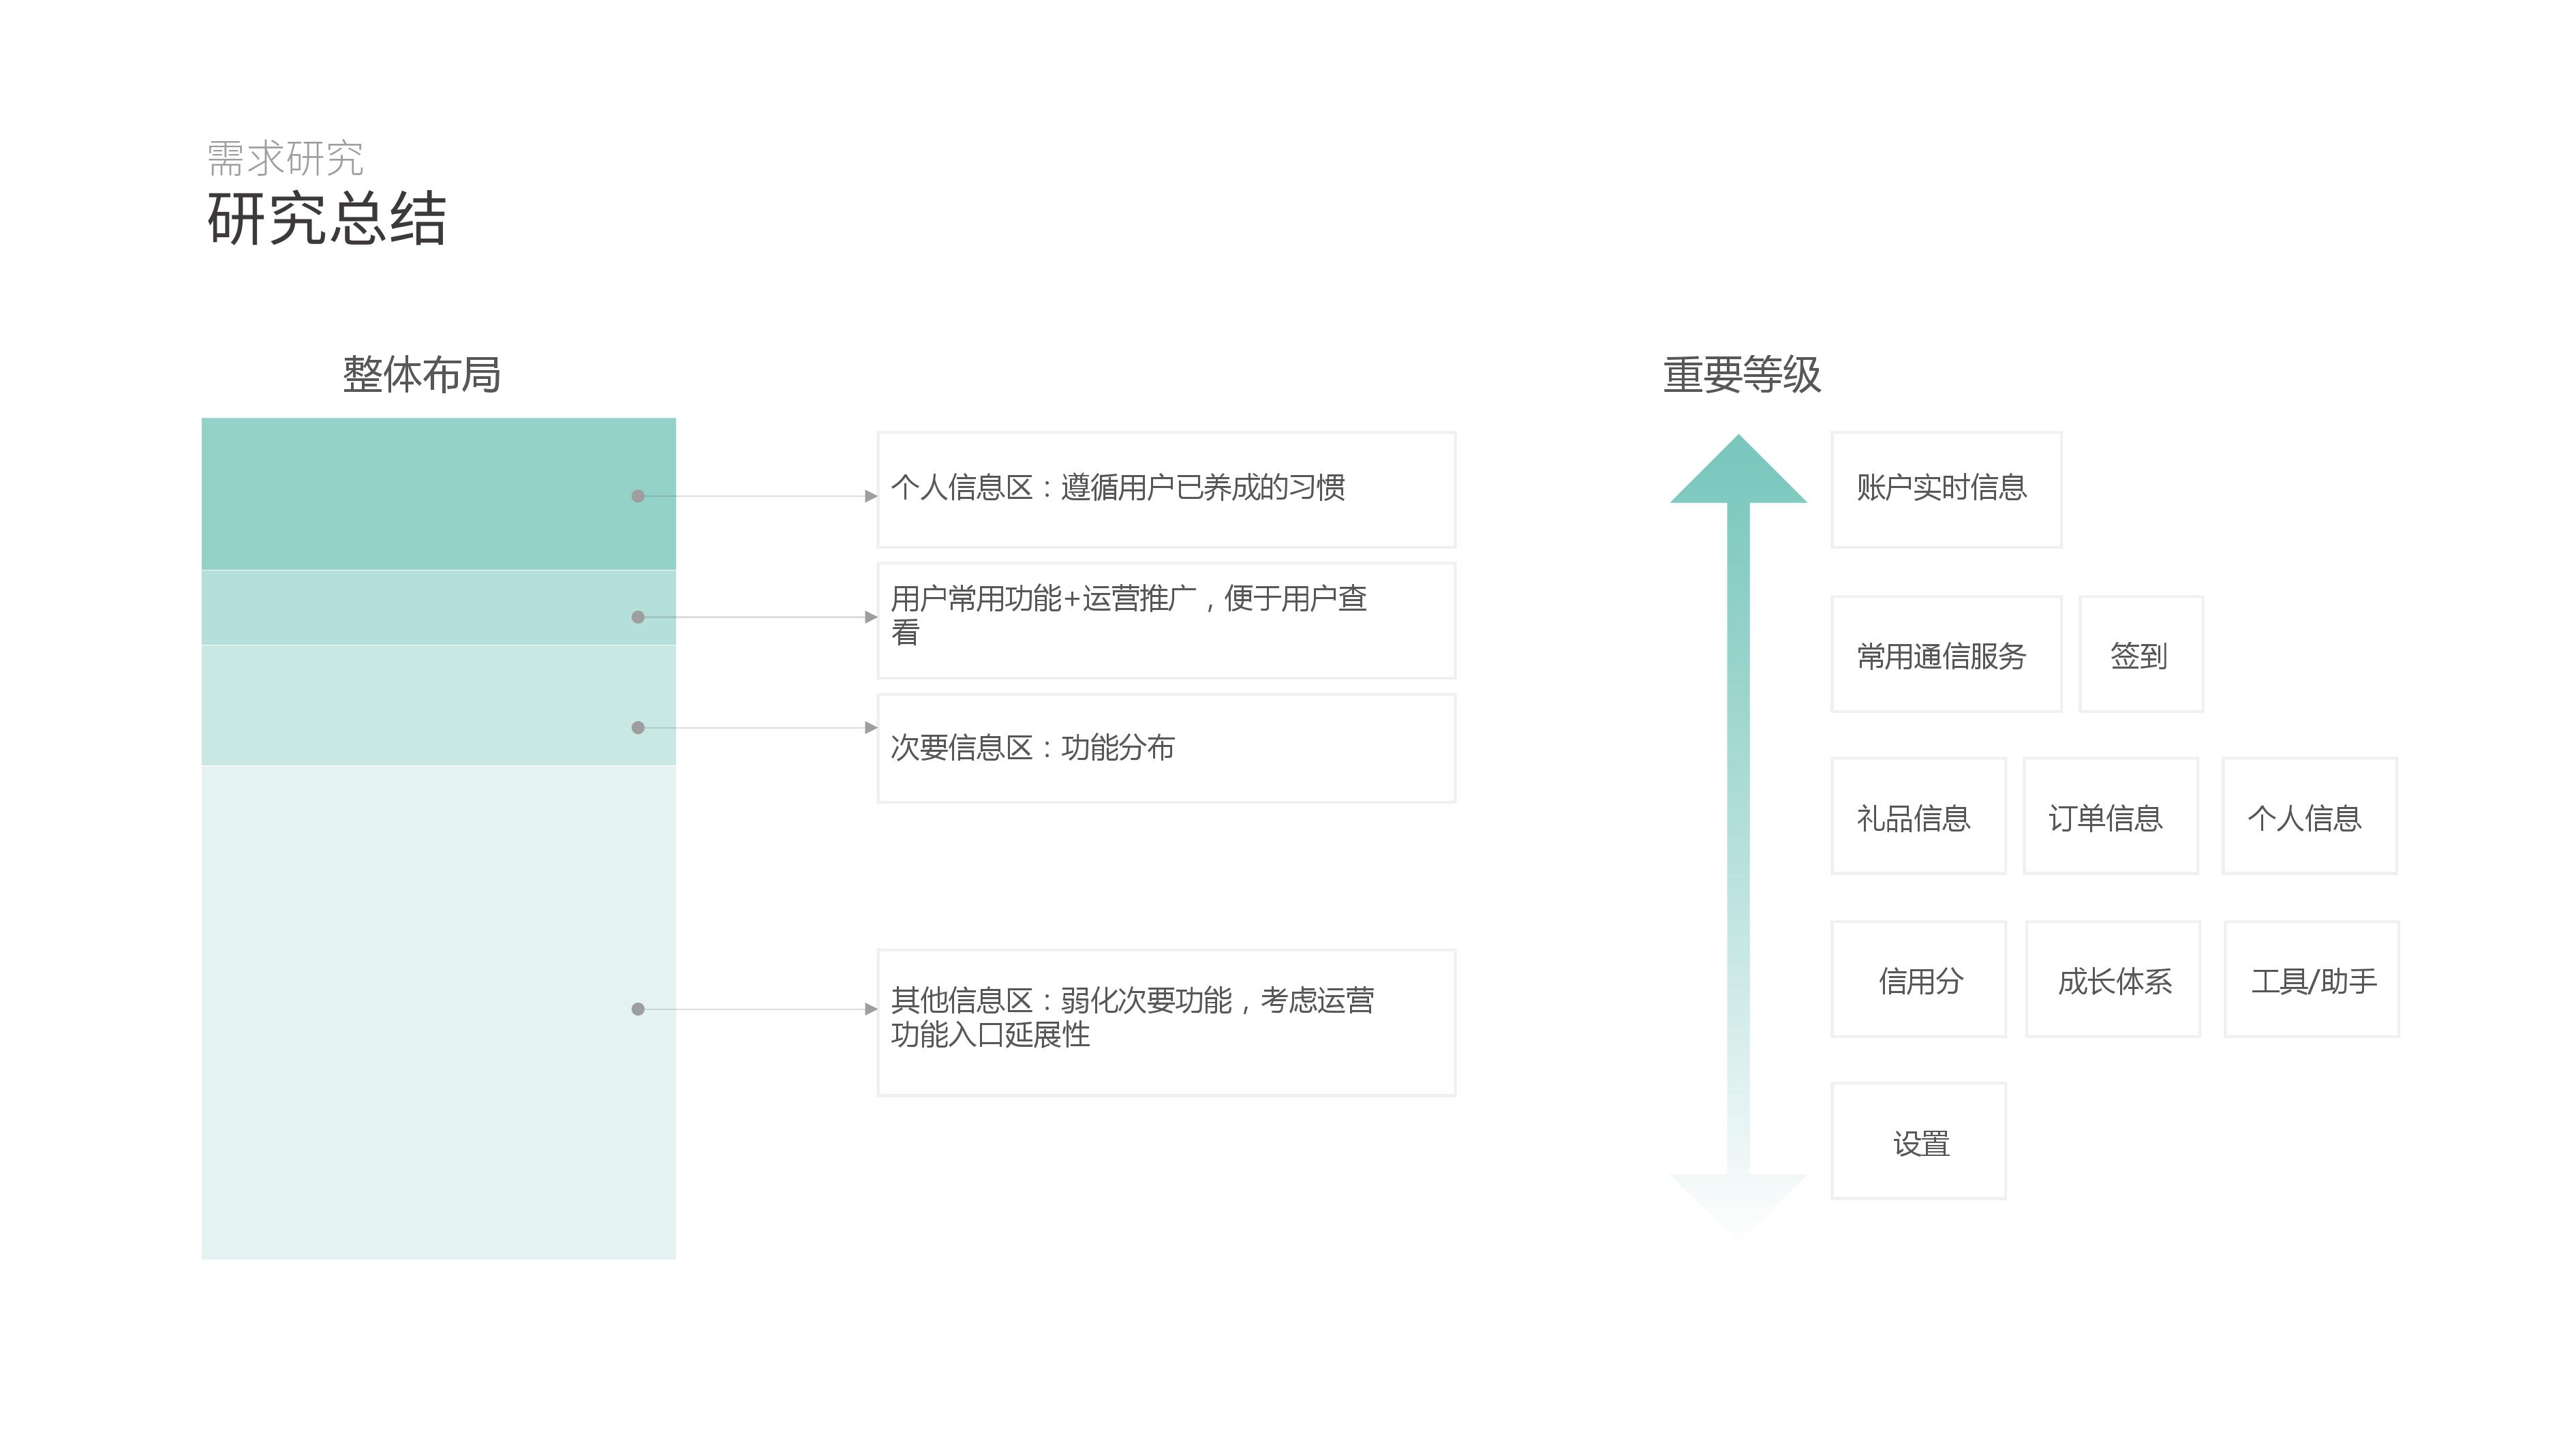 需求研究
研究总结
整体布局
个人信息区：遵循用户已养成的习惯
用户常用功能+运营推广，便于用户查
看
次要信息区：功能分布
其他信息区：弱化次要功能，考虑运营
功能入口延展性
重要等级
账户实时信息
常用通信服务
签到
礼品信息
订单信息
个人信息
信用分
成长体系
工具/助手
设置